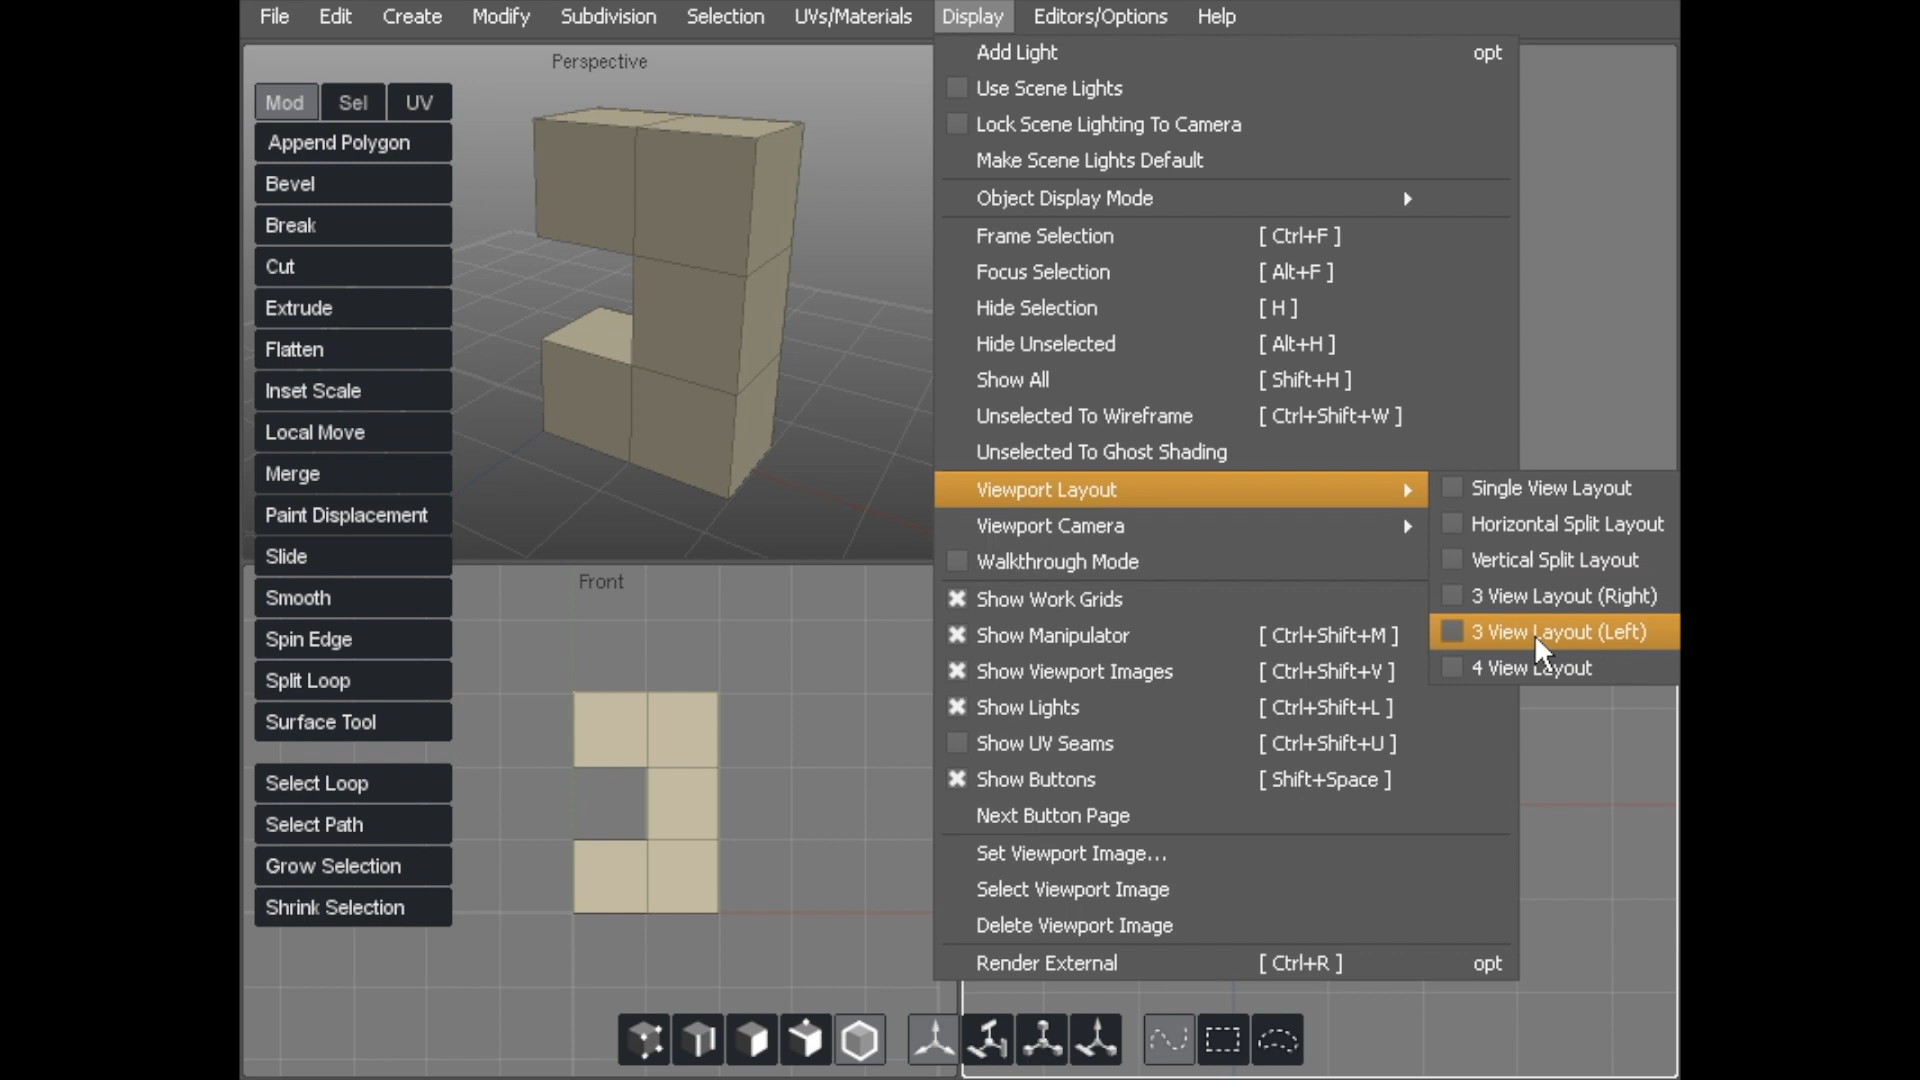 File Edit Create Modify Subdivision Selection UVs/Materials Display Editors/Options Help
Perspective
Mod Sel UV
Append Polygon
Bevel
Break
Cut
Extrude
Flatten
Inset Scale
Local Move
Merge
Paint Displacement
Slide
Smooth
Spin Edge
Split Loop
Surface Tool
Select Loop
Select Path
Grow Selection
Shrink Selection
Front
Add Light opt
Use Scene Lights
Lock Scene Lighting To Camera
Make Scene Lights Default
Object Display Mode
Frame Selection [ Ctrl+F ]
Focus Selection [ Alt+F ]
Hide Selection [ H ]
Hide Unselected [ Alt+H ]
Show All [ Shift+H ]
Unselected To Wireframe [ Ctrl+Shift+W ]
Unselected To Ghost Shading
Viewport Layout
Viewport Camera
Walkthrough Mode
Show Work Grids
Show Manipulator [ Ctrl+Shift+M ]
Show Viewport Images [ Ctrl+Shift+V ]
Show Lights [ Ctrl+Shift+L ]
Show UV Seams [ Ctrl+Shift+U ]
Show Buttons [ Shift+Space ]
Next Button Page
Set Viewport Image...
Select Viewport Image
Delete Viewport Image
Render External [ Ctrl+R ] opt
Single View Layout
Horizontal Split Layout
Vertical Split Layout
3 View Layout (Right)
3 View Layout (Left)
4 View Layout